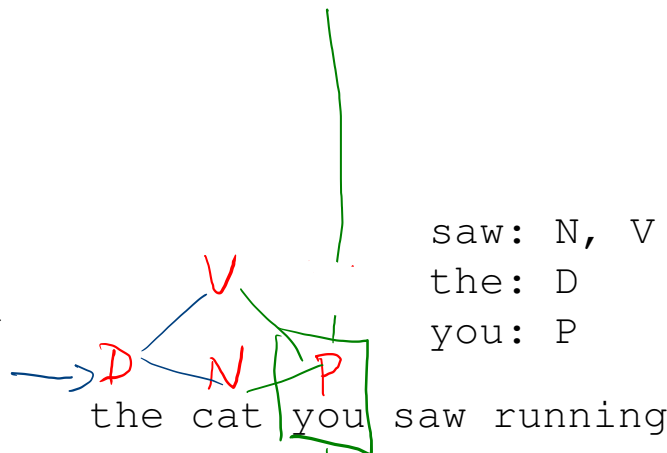 saw: N, V
the: D
you: P
V
D N P
the cat you saw running